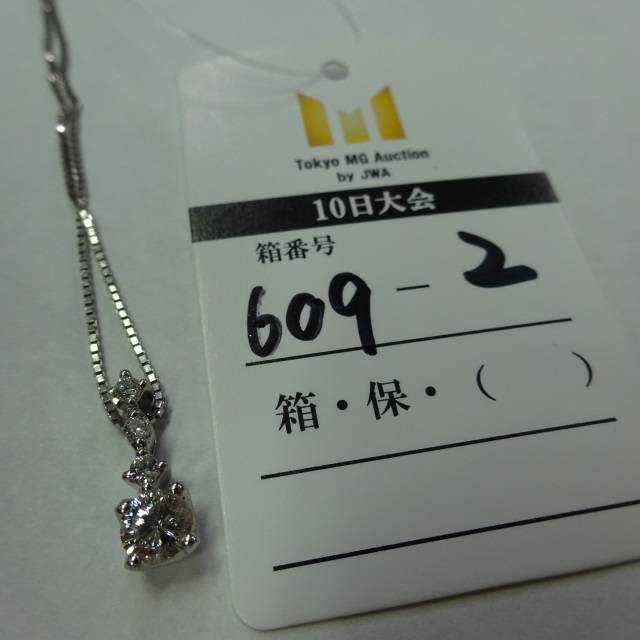 Tokyo MG Auction
by JWA
10日大会
箱番号
609 - 2
箱・保・（　　）